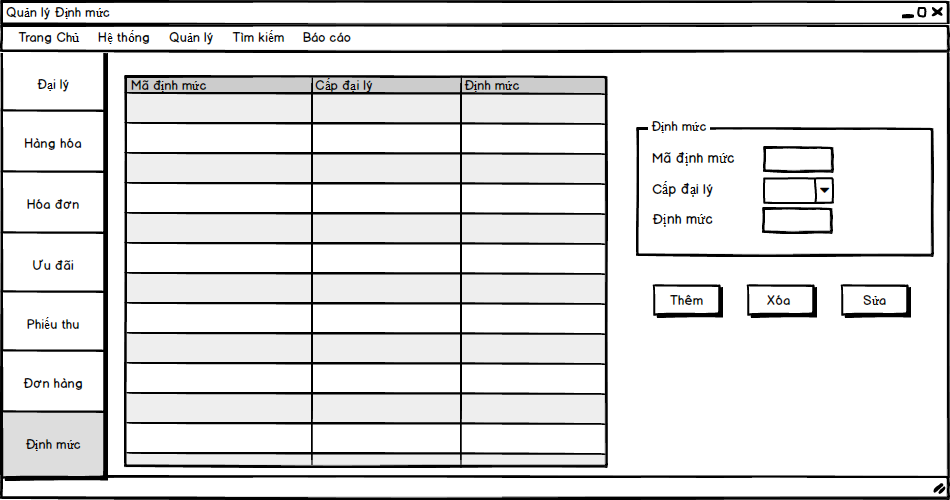 Quản lý Định mức
Trang Chủ Hệ thống Quản lý Tìm kiếm Báo cáo
Đại lý
Hàng hóa
Hóa đơn
Ưu đãi
Phiếu thu
Đơn hàng
Định mức
Mã định mức Cấp đại lý Định mức
Định mức
Mã định mức
Cấp đại lý
Định mức
Thêm Xóa Sửa